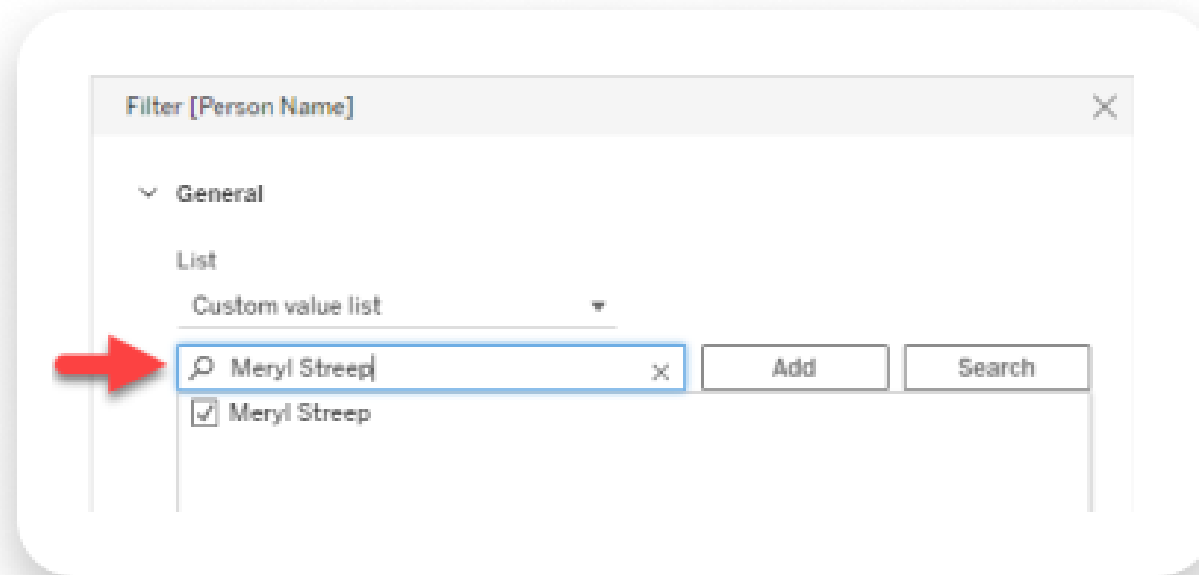 Filter [Person Name]
General
List
Custom value list
Meryl Streep Add Search
Meryl Streep